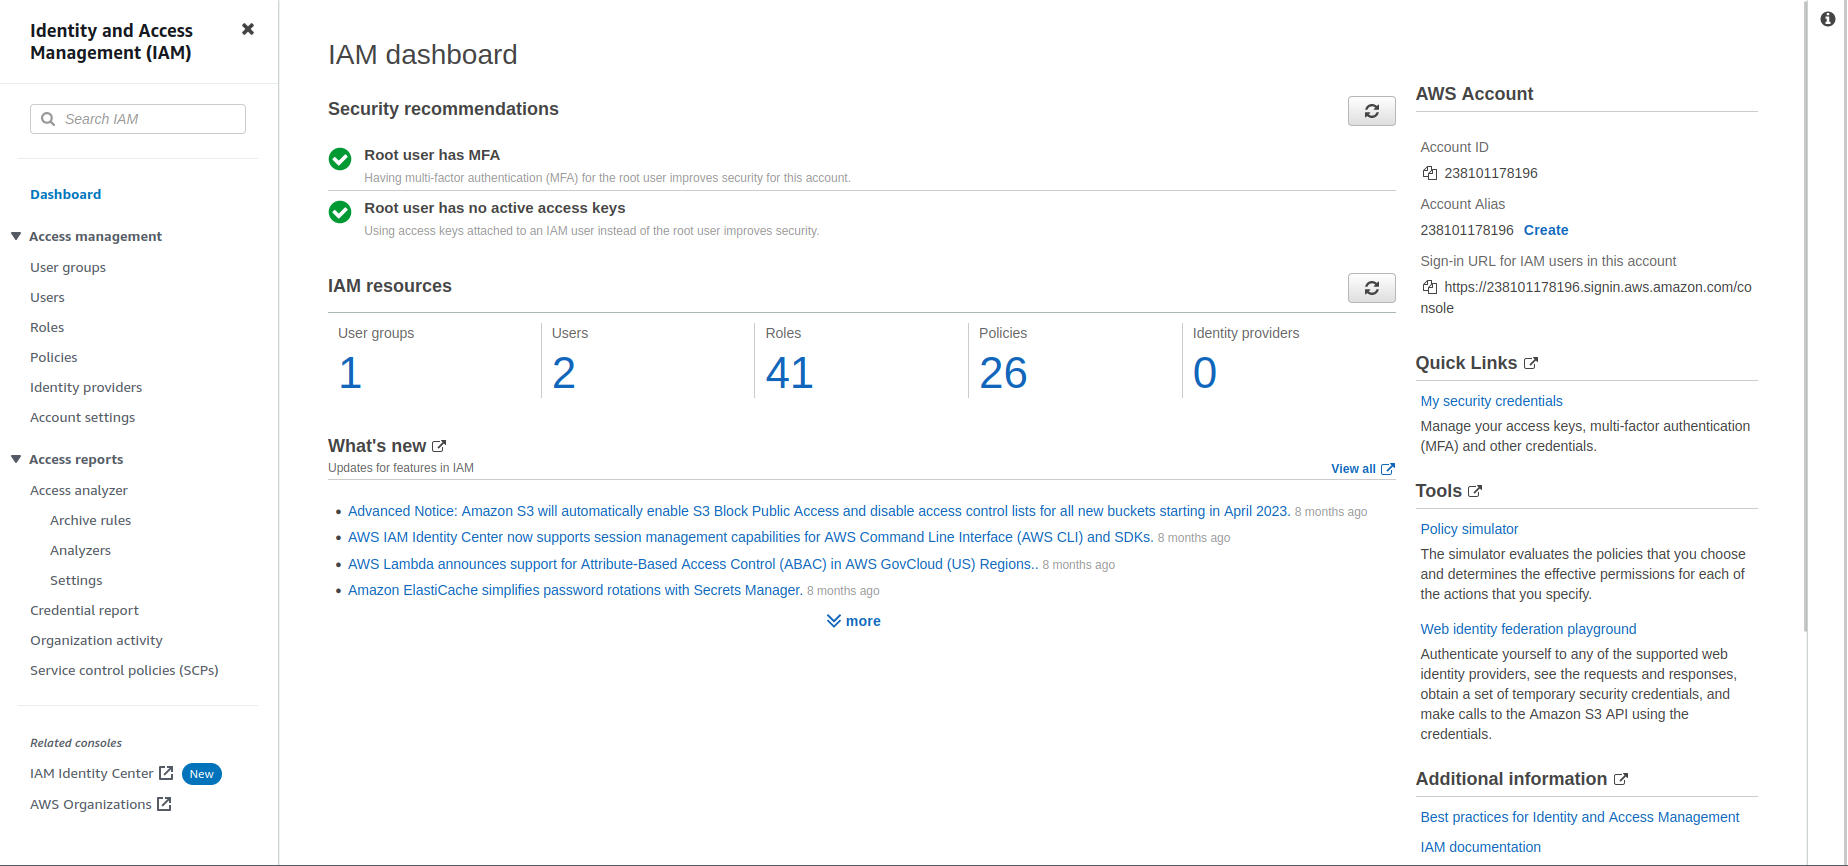 Identity and Access
Management (IAM)
Search IAM
Dashboard
Access management
User groups
Users
Roles
Policies
Identity providers
Account settings
Access reports
Access analyzer
Archive rules
Analyzers
Settings
Credential report
Organization activity
Service control policies (SCPs)
Related consoles
IAM Identity Center New
AWS Organizations
IAM dashboard
Security recommendations
Root user has MFA
Having multi-factor authentication (MFA) for the root user improves security for this account.
Root user has no active access keys
Using access keys attached to an IAM user instead of the root user improves security.
IAM resources
User groups
1
Users
2
Roles
41
Policies
26
Identity providers
0
What's new
Updates for features in IAM
View all
• Advanced Notice: Amazon S3 will automatically enable S3 Block Public Access and disable access control lists for all new buckets starting in April 2023. 8 months ago
• AWS IAM Identity Center now supports session management capabilities for AWS Command Line Interface (AWS CLI) and SDKs. 8 months ago
• AWS Lambda announces support for Attribute-Based Access Control (ABAC) in AWS GovCloud (US) Regions.. 8 months ago
• Amazon ElastiCache simplifies password rotations with Secrets Manager. 8 months ago
more
AWS Account
Account ID
238101178196
Account Alias
238101178196 Create
Sign-in URL for IAM users in this account
https://238101178196.signin.aws.amazon.com/co
nsole
Quick Links
My security credentials
Manage your access keys, multi-factor authentication
(MFA) and other credentials.
Tools
Policy simulator
The simulator evaluates the policies that you choose
and determines the effective permissions for each of
the actions that you specify.
Web identity federation playground
Authenticate yourself to any of the supported web
identity providers, see the requests and responses,
obtain a set of temporary security credentials, and
make calls to the Amazon S3 API using the
credentials.
Additional information
Best practices for Identity and Access Management
IAM documentation